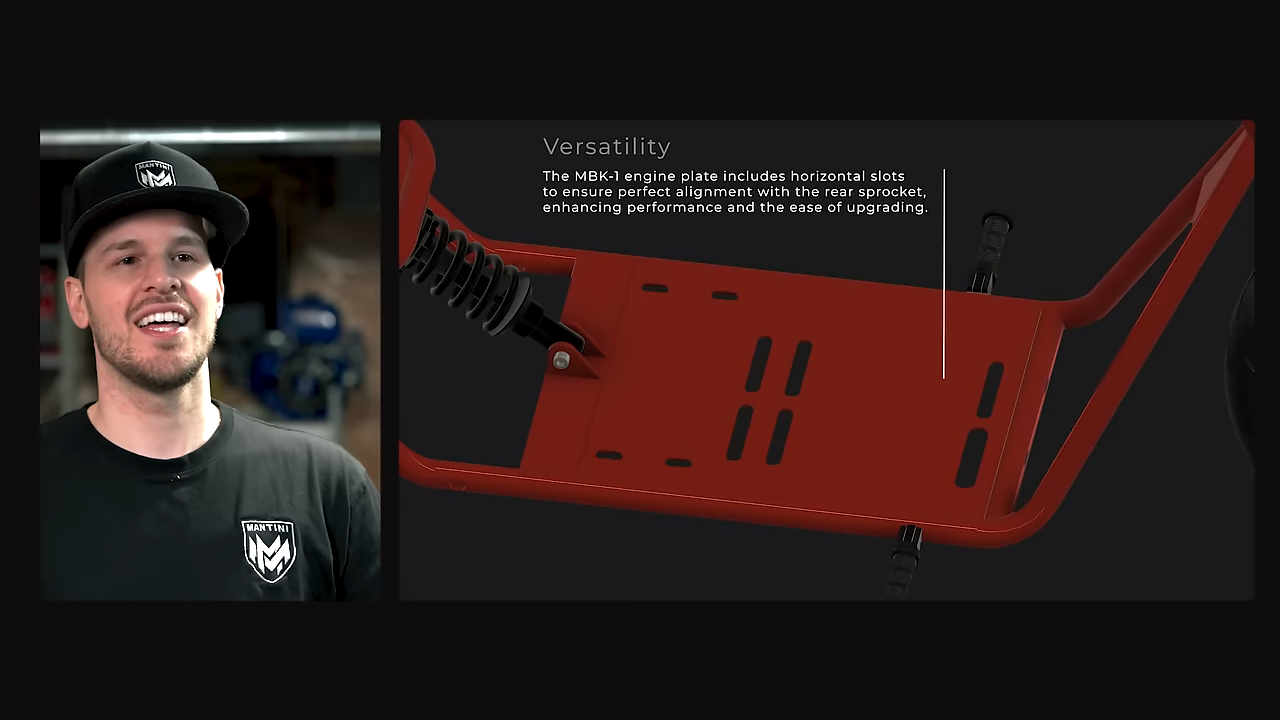 MANTINI
MANTINI
Versatility
The MBK-1 engine plate includes horizontal slots
to ensure perfect alignment with the rear sprocket,
enhancing performance and the ease of upgrading.